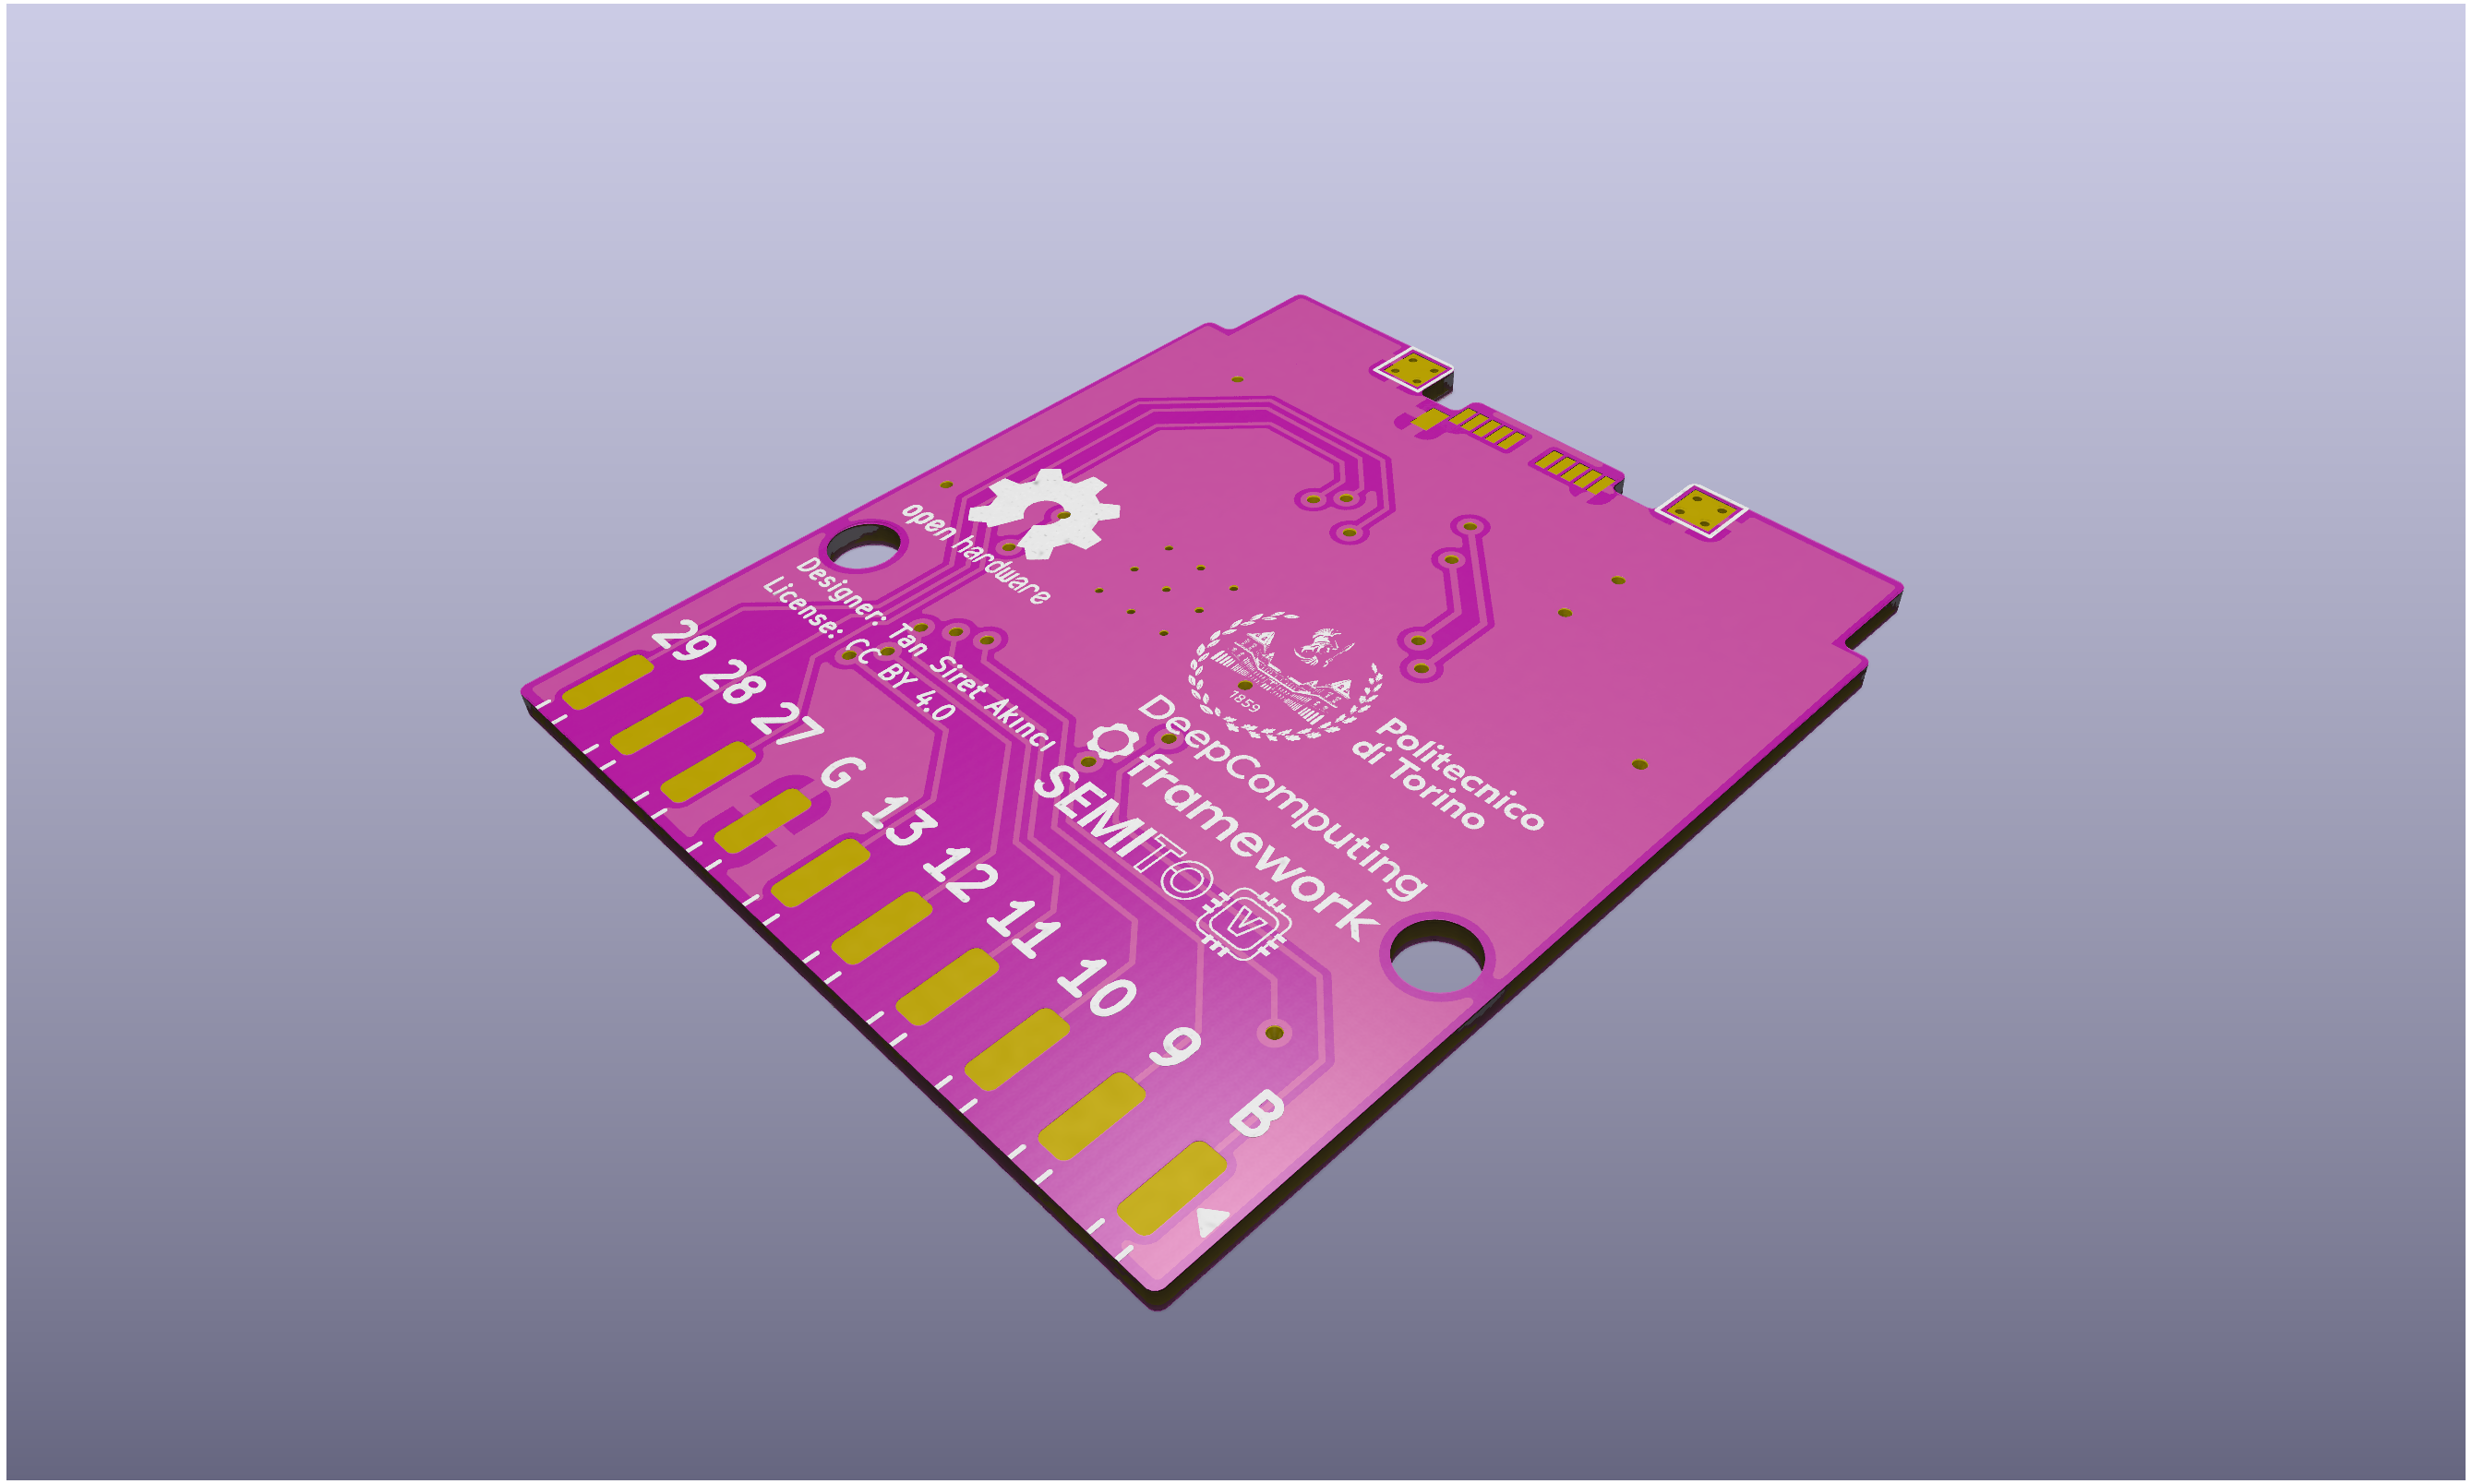 open hardware
Designer: Tan Siret Akıncı
License: CC BY 4.0
29 28 27 G 13 12 11 10 9 B
1859
Politecnico
di Torino
DeepComputing
framework
SEMITO
V